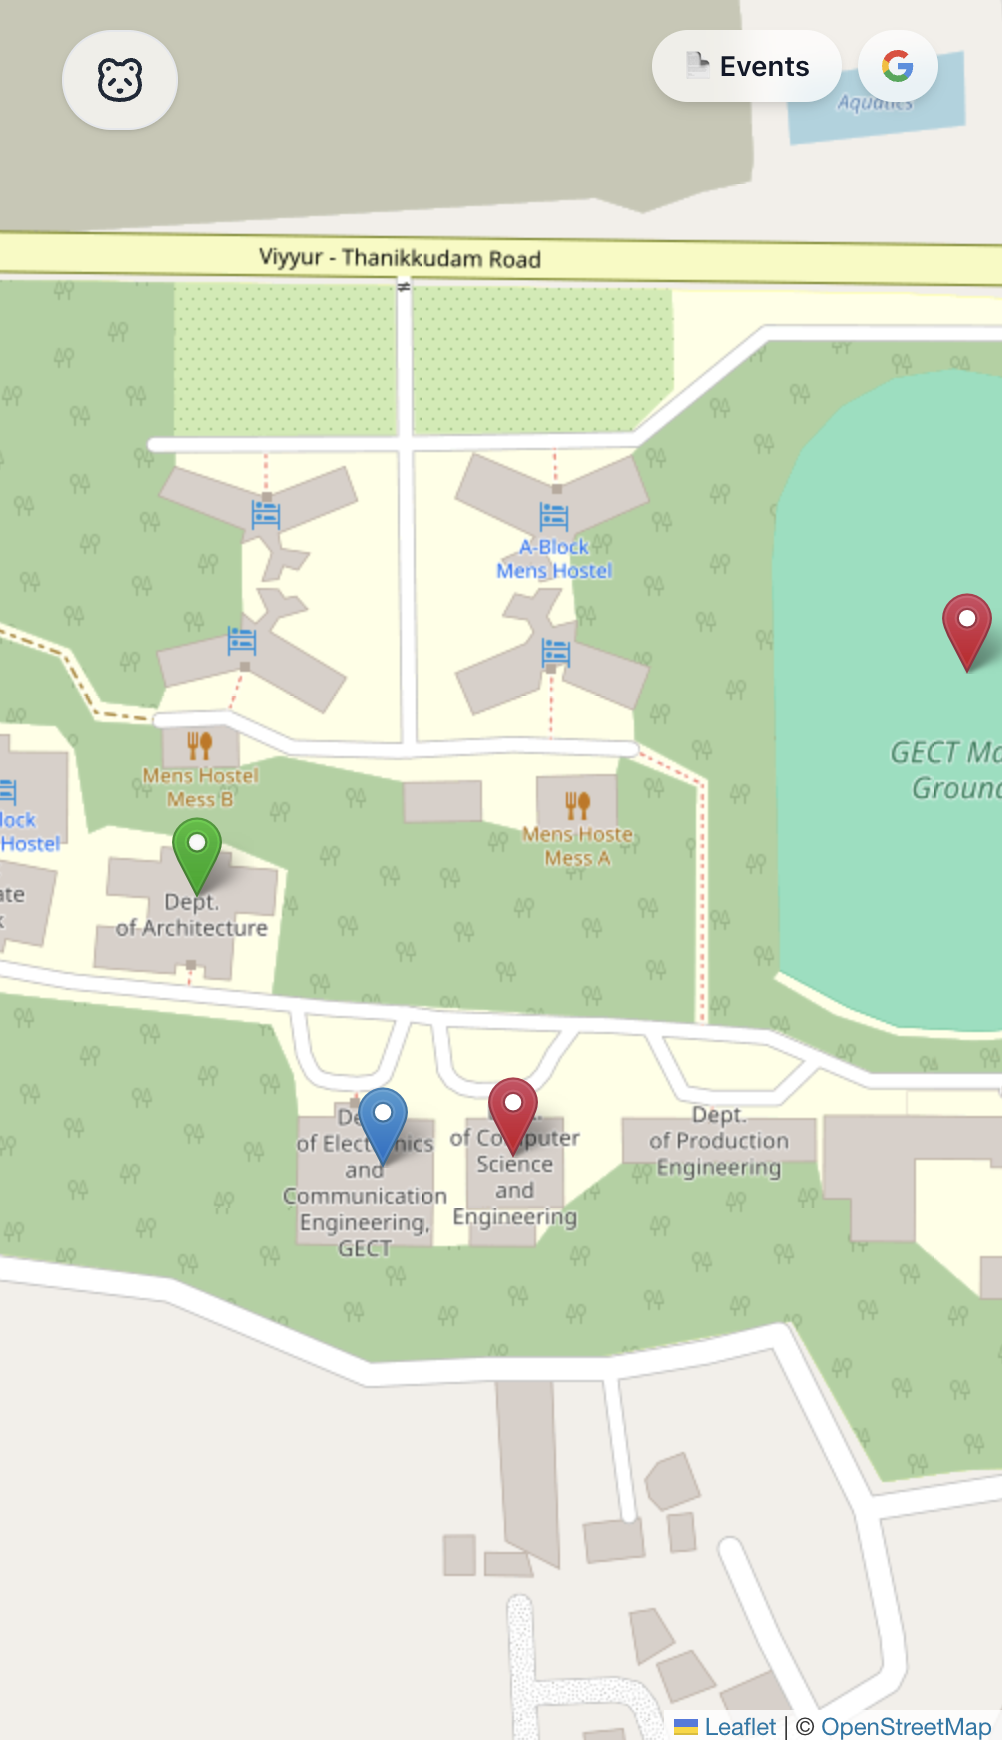 Events
Aquatics
Viyyur - Thanikkudam Road
A-Block
Mens Hostel
GECT Ma
Ground
Mens Hostel
Mess B
lock
Hostel
Mens Hoste
Mess A
ate
k
Dept.
of Architecture
De
of Elect nics
and
Communication
Engineering,
GECT
of Co puter
Science
and
Engineering
Dept.
of Production
Engineering
Leaflet | © OpenStreetMap